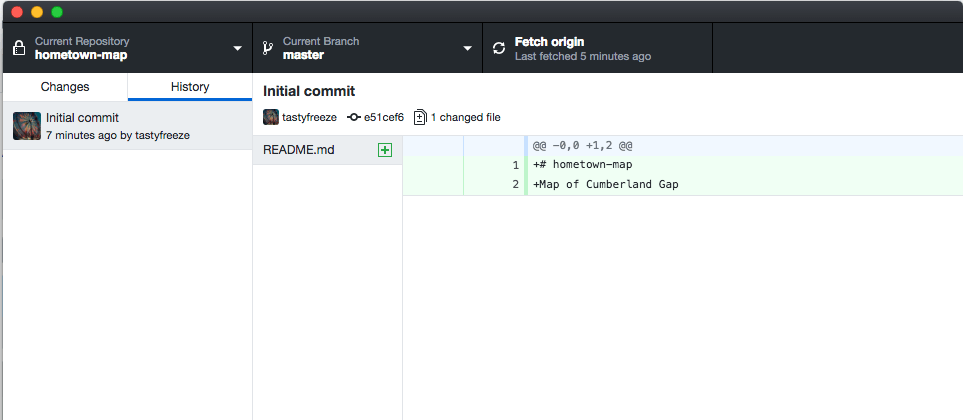 Current Repository
hometown-map
Current Branch
master
Fetch origin
Last fetched 5 minutes ago
Changes
History
Initial commit
7 minutes ago by tastyfreeze
Initial commit
tastyfreeze
e51cef6
1 changed file
README.md
@@ -0,0 +1,2 @@
1 +# hometown-map
2 +Map of Cumberland Gap